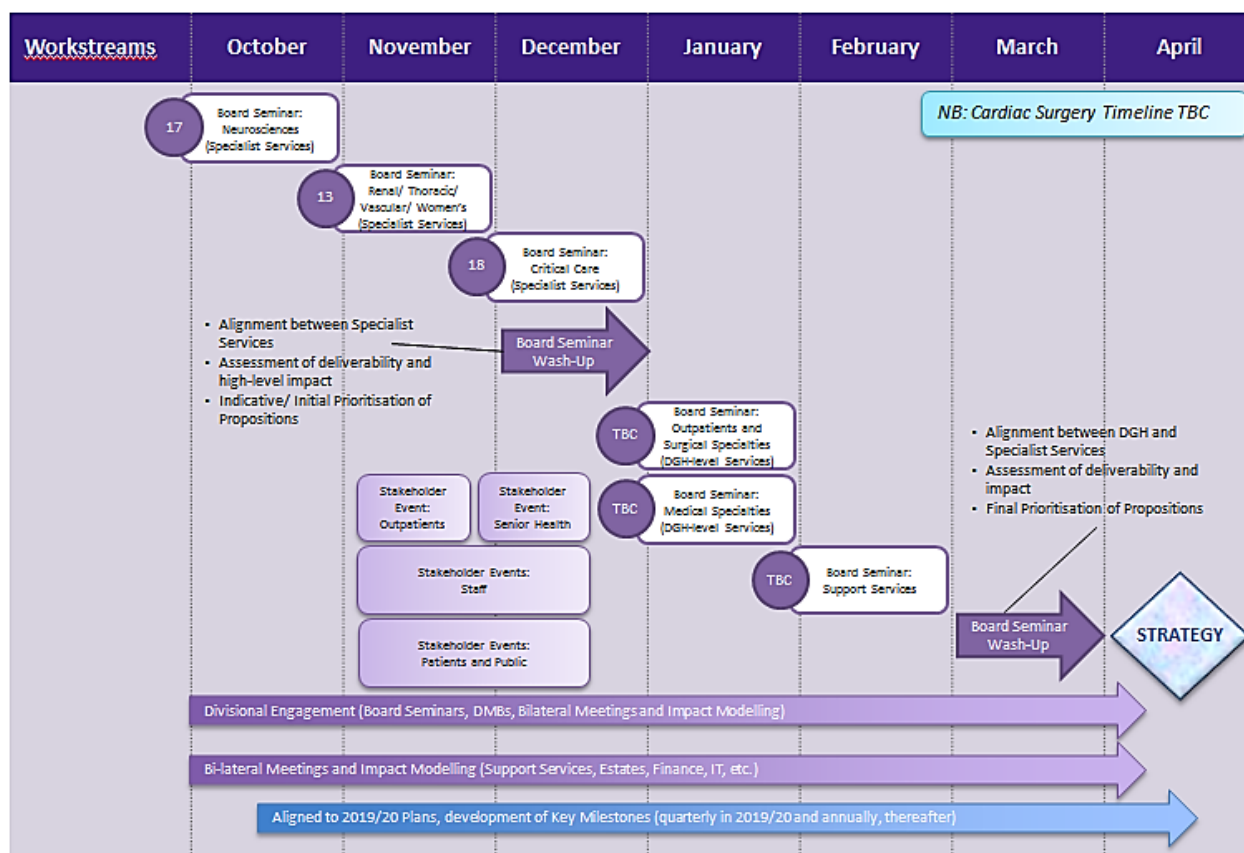 Workstreams
October
November
December
January
February
March
April
NB: Cardiac Surgery Timeline TBC
17
Board Seminar:
Neurosciences
(Specialist Services)
13
Board Seminar:
Renal/ Thoracic/
Vascular/ Women's
(Specialist Services)
18
Board Seminar:
Critical Care
(Specialist Services)
• Alignment between Specialist
Services
• Assessment of deliverability and
high-level impact
• Indicative/ Initial Prioritisation of
Propositions
Board Seminar
Wash-Up
TBC
Board Seminar:
Outpatients and
Surgical Specialties
(DGH-level Services)
• Alignment between DGH and
Specialist Services
• Assessment of deliverability and
impact
• Final Prioritisation of Propositions
Stakeholder
Event:
Outpatients
Stakeholder
Event:
Senior Health
TBC
Board Seminar:
Medical Specialties
(DGH-level Services)
Stakeholder Events:
Staff
TBC
Board Seminar:
Support Services
Stakeholder Events:
Patients and Public
Board Seminar
Wash-Up
STRATEGY
Divisional Engagement (Board Seminars, DMBs, Bilateral Meetings and Impact Modelling)
Bi-lateral Meetings and Impact Modelling (Support Services, Estates, Finance, IT, etc.)
Aligned to 2019/20 Plans, development of Key Milestones (quarterly in 2019/20 and annually, thereafter)